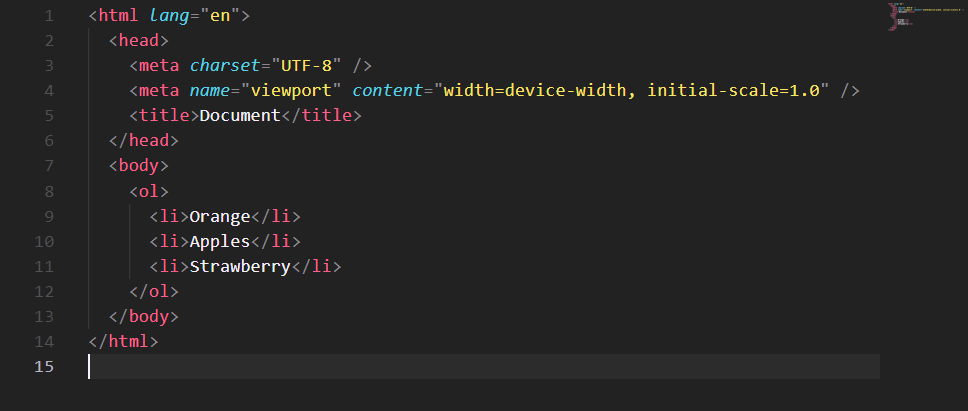 1 <html lang="en">
2 <head>
3 <meta charset="UTF-8" />
4 <meta name="viewport" content="width=device-width, initial-scale=1.0" />
5 <title>Document</title>
6 </head>
7 <body>
8 <ol>
9 <li>Orange</li>
10 <li>Apples</li>
11 <li>Strawberry</li>
12 </ol>
13 </body>
14 </html>
15